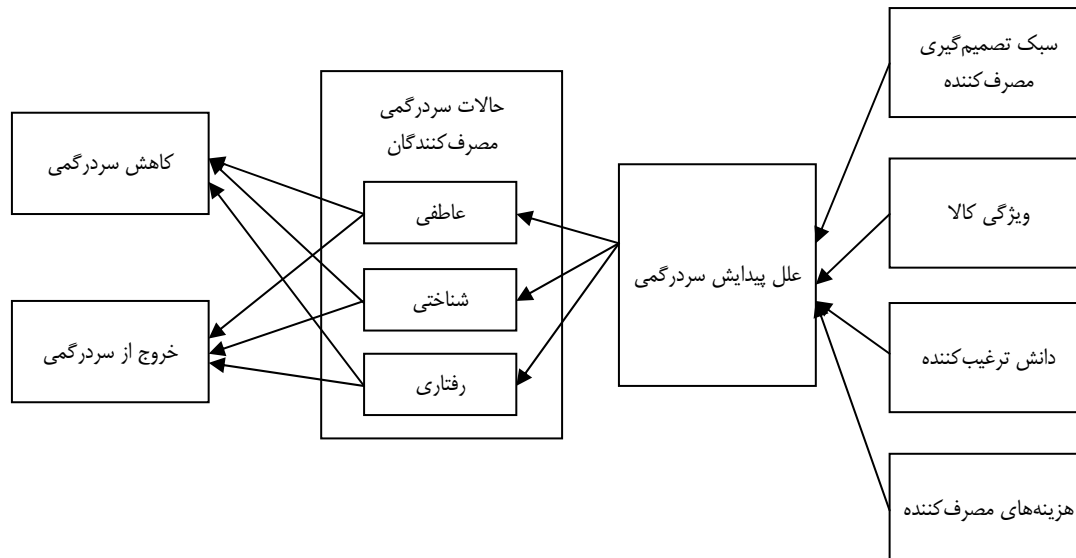 سبک تصمیم‌گیری
مصرف‌کننده
ویژگی کالا
دانش ترغیب‌کننده
هزینه‌های مصرف‌کننده
علل پیدایش سردرگمی
حالات سردرگمی
مصرف‌کنندگان
عاطفی
شناختی
رفتاری
کاهش سردرگمی
خروج از سردرگمی